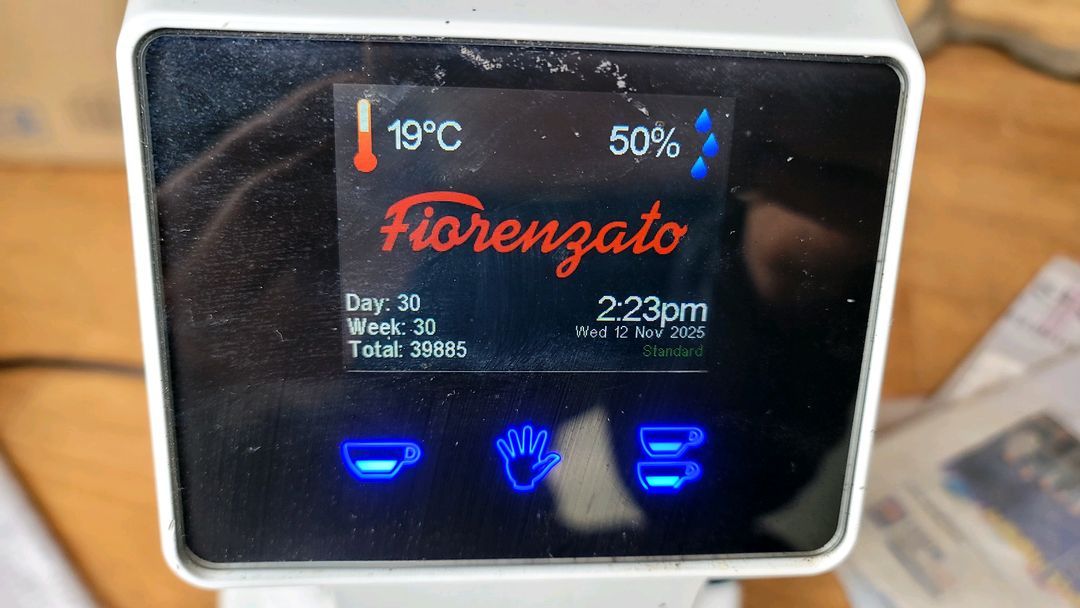 19°C
50%
Fiorenzato
Day: 30
Week: 30
Total: 39885
2:23pm
Wed 12 Nov 2025
Standard